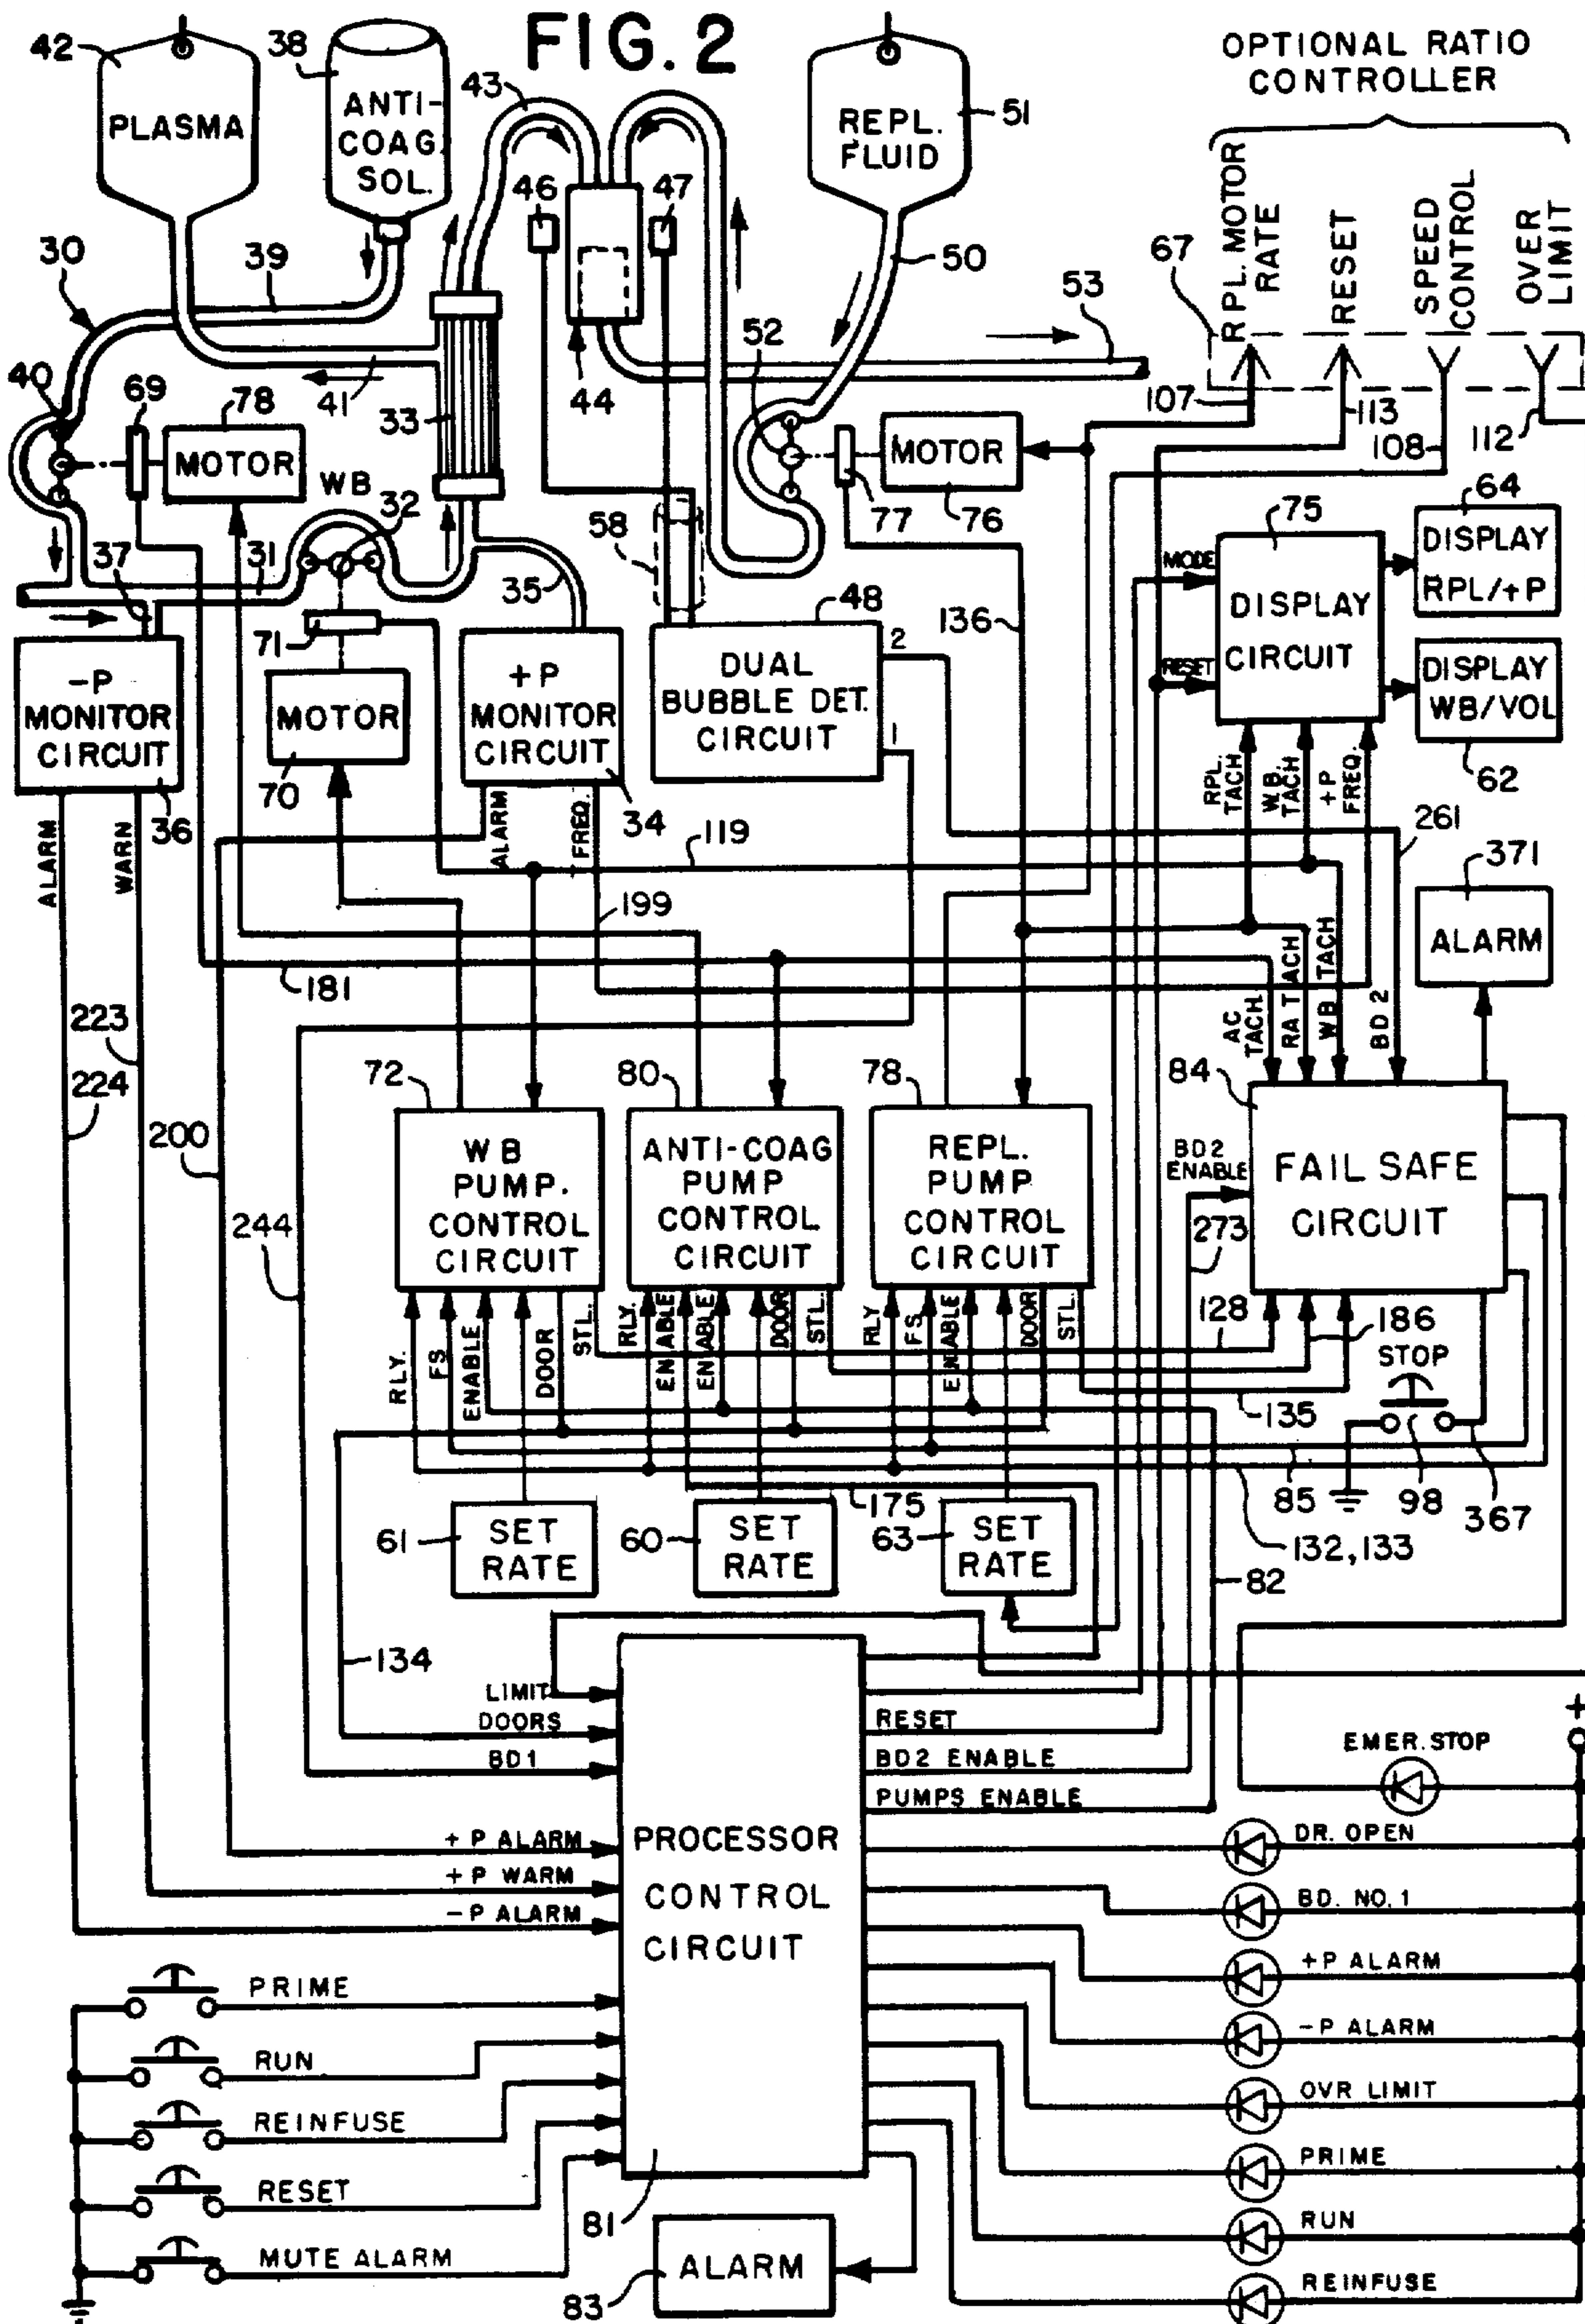 FIG. 2
42
PLASMA
38
ANTI-
COAG.
SOL.
43
REPL.
FLUID
51
OPTIONAL RATIO
CONTROLLER
RPL. MOTOR
RATE
RESET
SPEED
CONTROL
OVER
LIMIT
46
47
30
39
50
67
53
52
40
69
78
41
33
44
107
113
108
112
MOTOR
WB
32
MOTOR
77
76
58
64
75
37
31
35
MODE
DISPLAY
RPL/+P
DISPLAY
CIRCUIT
48
136
71
-P
MONITOR
CIRCUIT
36
MOTOR
70
+P
MONITOR
CIRCUIT
34
DUAL
BUBBLE DET.
CIRCUIT
2
1
RESET
DISPLAY
WB/VOL
62
RPL.
TACH
W.B.
TACH
+P
FREQ.
ALARM
WARN
ALARM
FREQ.
119
261
371
ALARM
199
181
223
224
200
244
AC
TACH.
RA TACH
WB TACH
BD 2
72
80
78
84
WB
PUMP.
CONTROL
CIRCUIT
ANTI-COAG
PUMP
CONTROL
CIRCUIT
REPL.
PUMP
CONTROL
CIRCUIT
BD2
ENABLE
FAIL SAFE
CIRCUIT
273
RLY.
FS
ENABLE
DOOR
STL.
RLY.
ENABLE
ENABLE
DOOR
STL.
RLY
FS
ENABLE
DOOR
STL.
128
186
STOP
135
98
367
85
132,133
175
82
61
SET
RATE
60
SET
RATE
63
SET
RATE
134
LIMIT
DOORS
BD1
+P ALARM
+P WARM
-P ALARM
PROCESSOR
CONTROL
CIRCUIT
RESET
BD2 ENABLE
PUMPS ENABLE
+
EMER. STOP
DR. OPEN
BD. NO. 1
+P ALARM
-P ALARM
OVR LIMIT
PRIME
RUN
REINFUSE
PRIME
RUN
REINFUSE
RESET
MUTE ALARM
81
ALARM
83